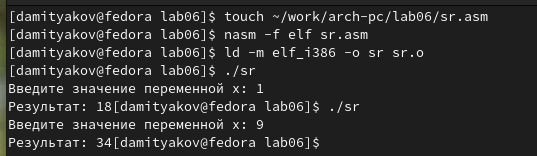 [damityakov@fedora lab06]$ touch ~/work/arch-pc/lab06/sr.asm
[damityakov@fedora lab06]$ nasm -f elf sr.asm
[damityakov@fedora lab06]$ ld -m elf_i386 -o sr sr.o
[damityakov@fedora lab06]$ ./sr
Введите значение переменной x: 1
Результат: 18[damityakov@fedora lab06]$ ./sr
Введите значение переменной x: 9
Результат: 34[damityakov@fedora lab06]$